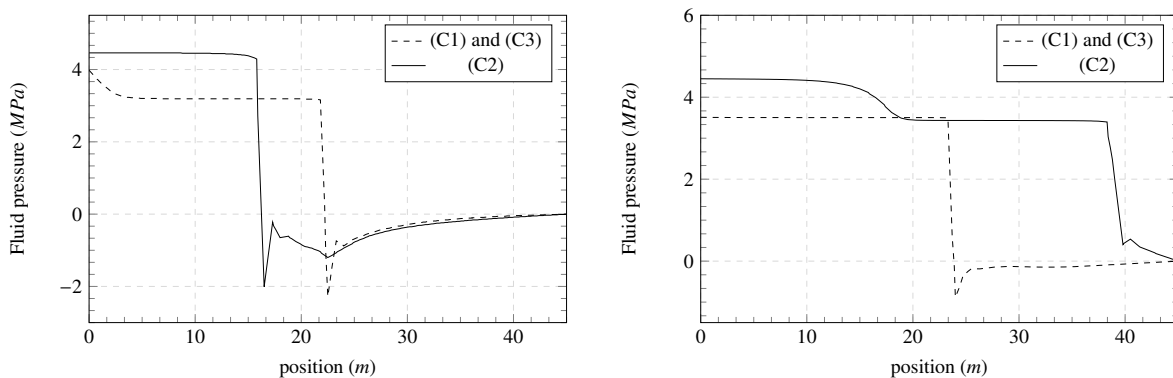 (C1) and (C3)
(C2)
Fluid pressure (MPa)
4
2
0
−2
0
10
20
30
40
position (m)
(C1) and (C3)
(C2)
Fluid pressure (MPa)
6
4
2
0
0
10
20
30
40
position (m)